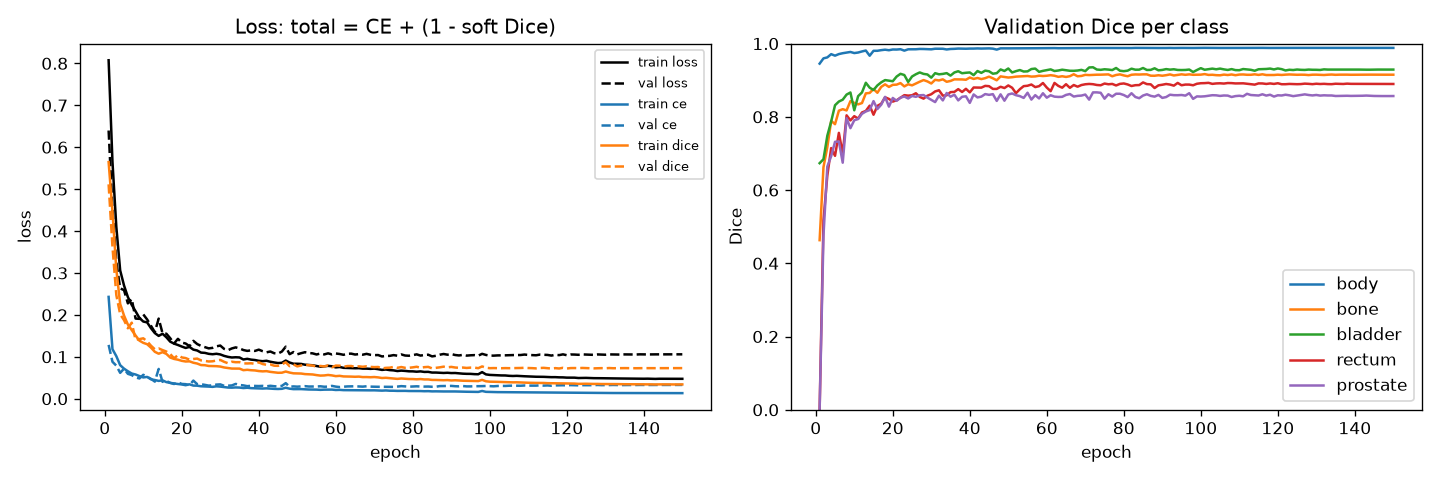 Loss: total = CE + (1 - soft Dice)
loss
0.8
0.7
0.6
0.5
0.4
0.3
0.2
0.1
0.0
train loss
val loss
train ce
val ce
train dice
val dice
0 20 40 60 80 100 120 140
epoch
Validation Dice per class
Dice
1.0
0.8
0.6
0.4
0.2
0.0
body
bone
bladder
rectum
prostate
0 20 40 60 80 100 120 140
epoch